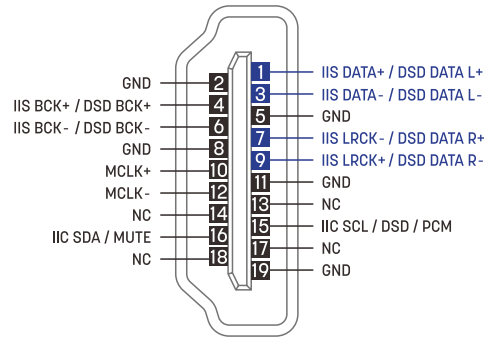 1 IIS DATA+ / DSD DATA L+
GND 2
3 IIS DATA- / DSD DATA L-
IIS BCK+ / DSD BCK+ 4
5 GND
IIS BCK- / DSD BCK- 6
7 IIS LRCK- / DSD DATA R+
GND 8
9 IIS LRCK+ / DSD DATA R-
MCLK+ 10
11 GND
MCLK- 12
13 NC
NC 14
15 IIC SCL / DSD / PCM
IIC SDA / MUTE 16
17 NC
NC 18
19 GND